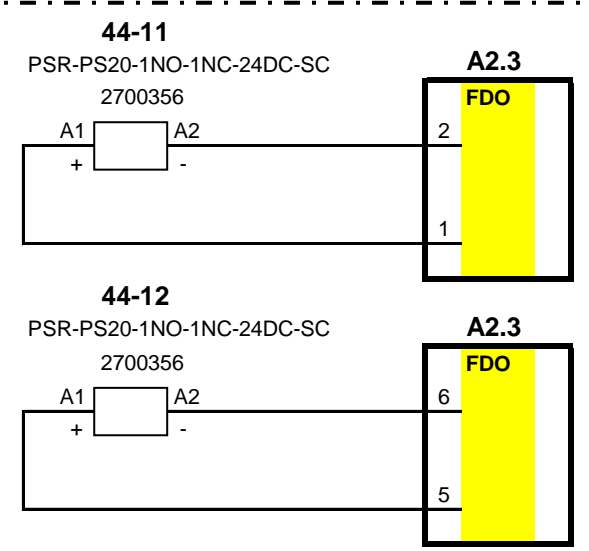 44-11
PSR-PS20-1NO-1NC-24DC-SC
A2.3
2700356
FDO
A1
A2
2
+
-
1
44-12
PSR-PS20-1NO-1NC-24DC-SC
A2.3
2700356
FDO
A1
A2
6
+
-
5